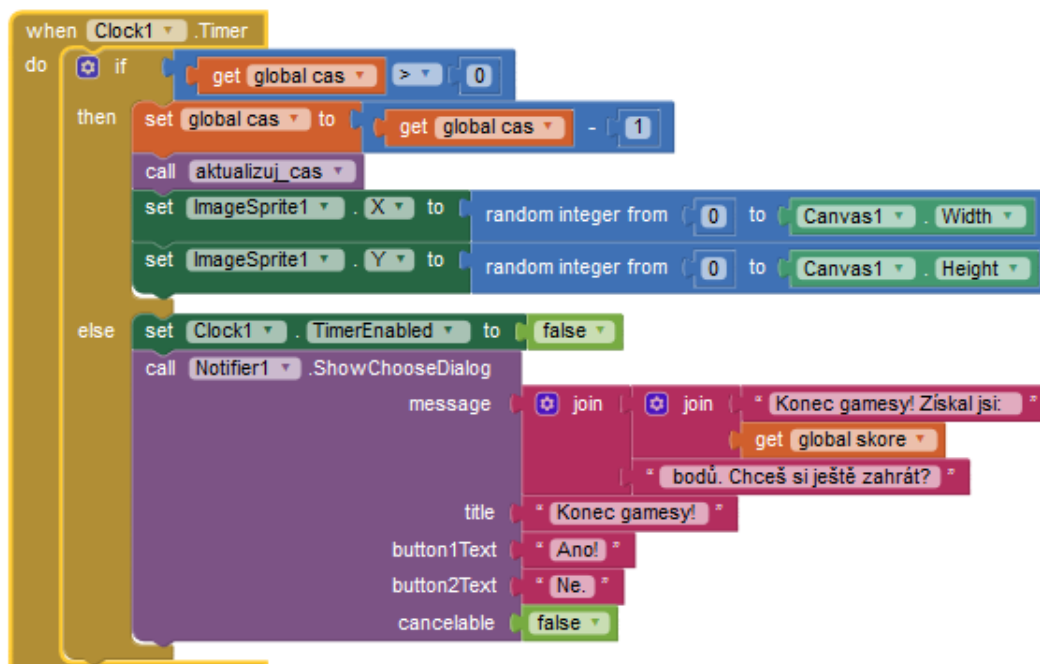 when Clock1 .Timer
do if get global cas > 0
then set global cas to get global cas - 1
call aktualizuj_cas
set ImageSprite1 . X to random integer from 0 to Canvas1 . Width
set ImageSprite1 . Y to random integer from 0 to Canvas1 . Height
else set Clock1 . TimerEnabled to false
call Notifier1 .ShowChooseDialog
message join join " Konec gamesy! Získal jsi: "
get global skore
" bodů. Chceš si ještě zahrát? "
title " Konec gamesy! "
button1Text " Ano! "
button2Text " Ne. "
cancelable false